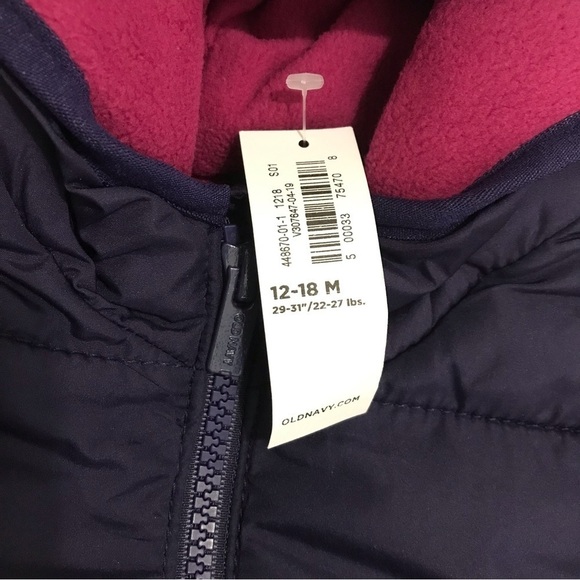 448670-01-1 1218 S01
V307647-04-19
5 00033 75470 8
12-18 M
29-31"/22-27 lbs.
OLDNAVY.COM